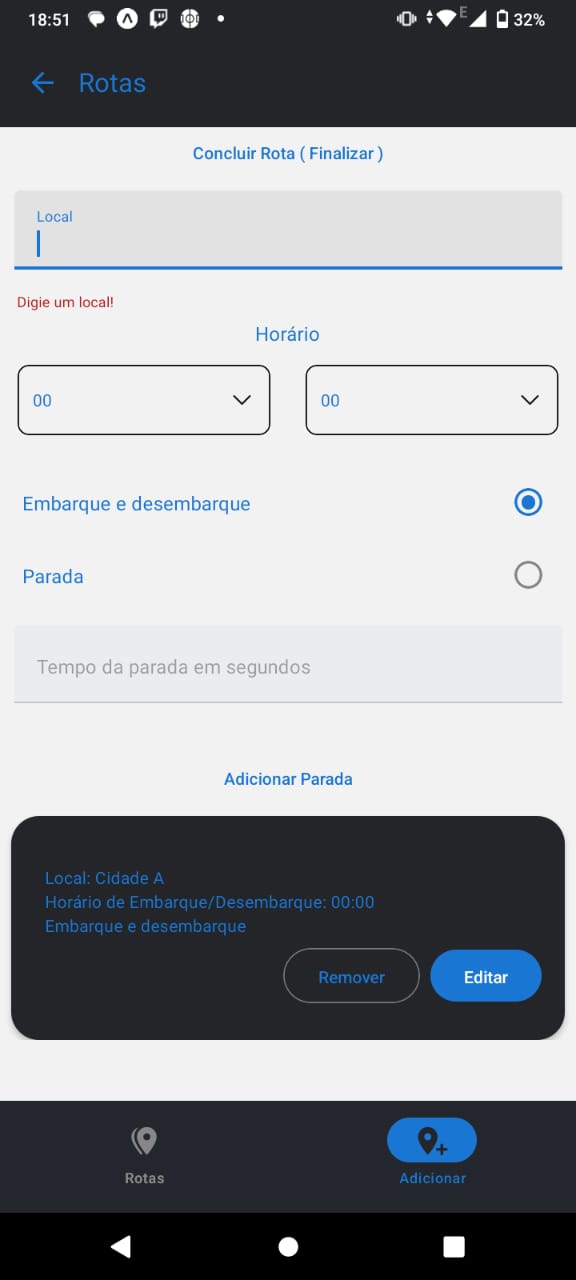 18:51
E
32%
Rotas
Concluir Rota ( Finalizar )
Local
Digie um local!
Horário
00
00
Embarque e desembarque
Parada
Tempo da parada em segundos
Adicionar Parada
Local: Cidade A
Horário de Embarque/Desembarque: 00:00
Embarque e desembarque
Remover
Editar
Rotas
Adicionar